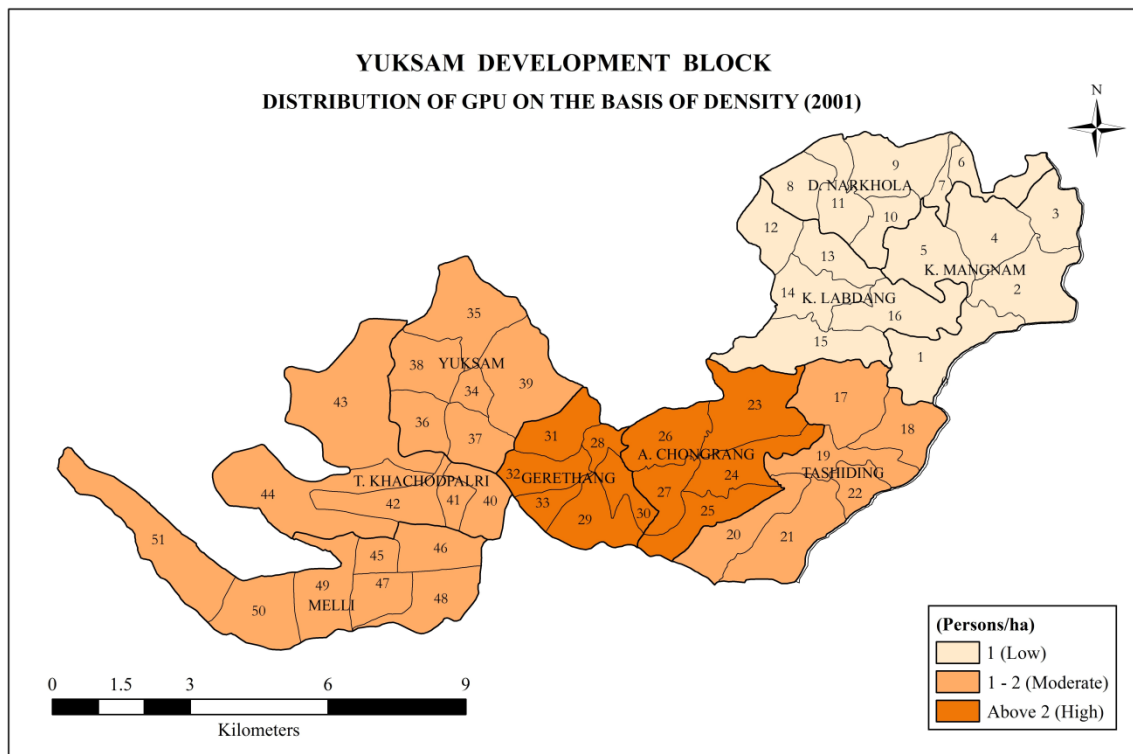 YUKSAM DEVELOPMENT BLOCK
DISTRIBUTION OF GPU ON THE BASIS OF DENSITY (2001)
N
9
6
8
D. NARKHOLA
7
11
3
10
12
4
5
13
K. MANGNAM
2
14
K. LABDANG
16
35
15
1
38
YUKSAM
39
34
17
43
23
36
18
37
31
28
26
19
A. CHONGRANG
32
GERETHANG
TASHIDING
24
T. KHACHODPALRI
44
27
22
42
41
40
33
30
25
29
51
20
21
46
45
49
47
48
50
MELLI
(Persons/ha)
1 (Low)
1 - 2 (Moderate)
Above 2 (High)
0 1.5 3 6 9
Kilometers